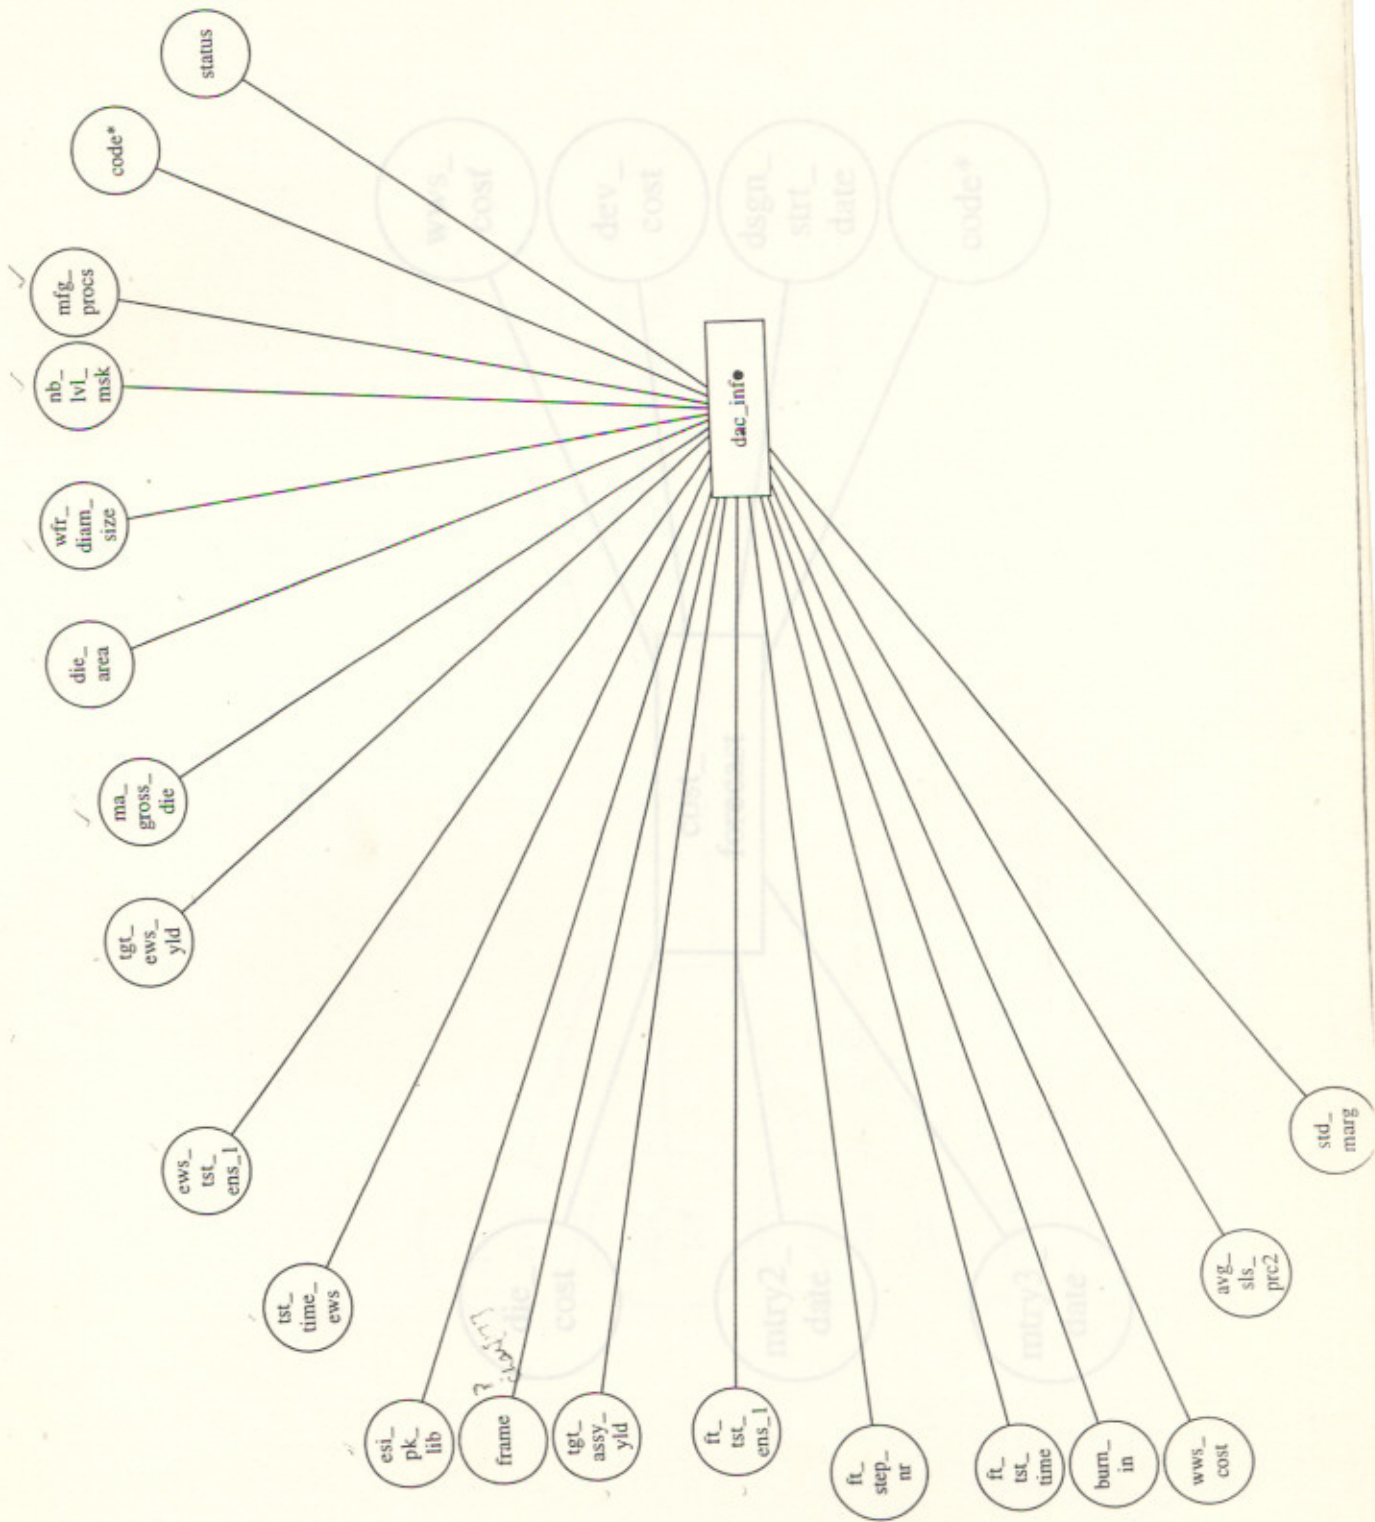 status
code*
mfg_
procs
nb_
lvl_
msk
wfr_
diam_
size
die_
area
ma_
gross_
die
tgt_
ews_
yld
ews_
tst_
ens_1
tst_
time_
ews
esi_
pk_
lib
frame
?
tgt_
assy_
yld
ft_
tst_
ens_1
ft_
step_
nr
ft_
tst_
time
burn_
in
wws_
cost
avg_
sls_
prc2
std_
marg
dac_inf●
wws_
cost
dev_
cost
dsgn_
strt_
date
code*
cost_
forecast
die_
cost
mtry2_
date
mtry3_
date